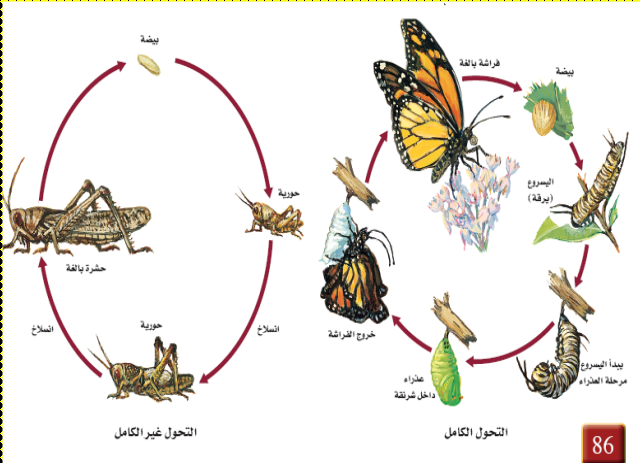 فراشة بالغة
بيضة
اليسروع
(يرقة)
يبدأ اليسروع
مرحلة العذراء
عذراء
داخل شرنقة
خروج الفراشة
التحول الكامل
بيضة
حورية
انسلاخ
حورية
انسلاخ
حشرة بالغة
التحول غير الكامل
86